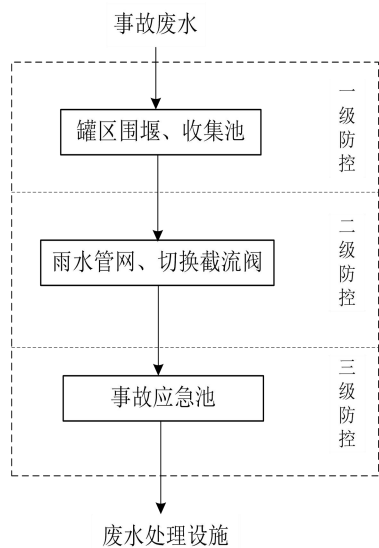 事故废水
罐区围堰、收集池
一级防控
雨水管网、切换截流阀
二级防控
事故应急池
三级防控
废水处理设施